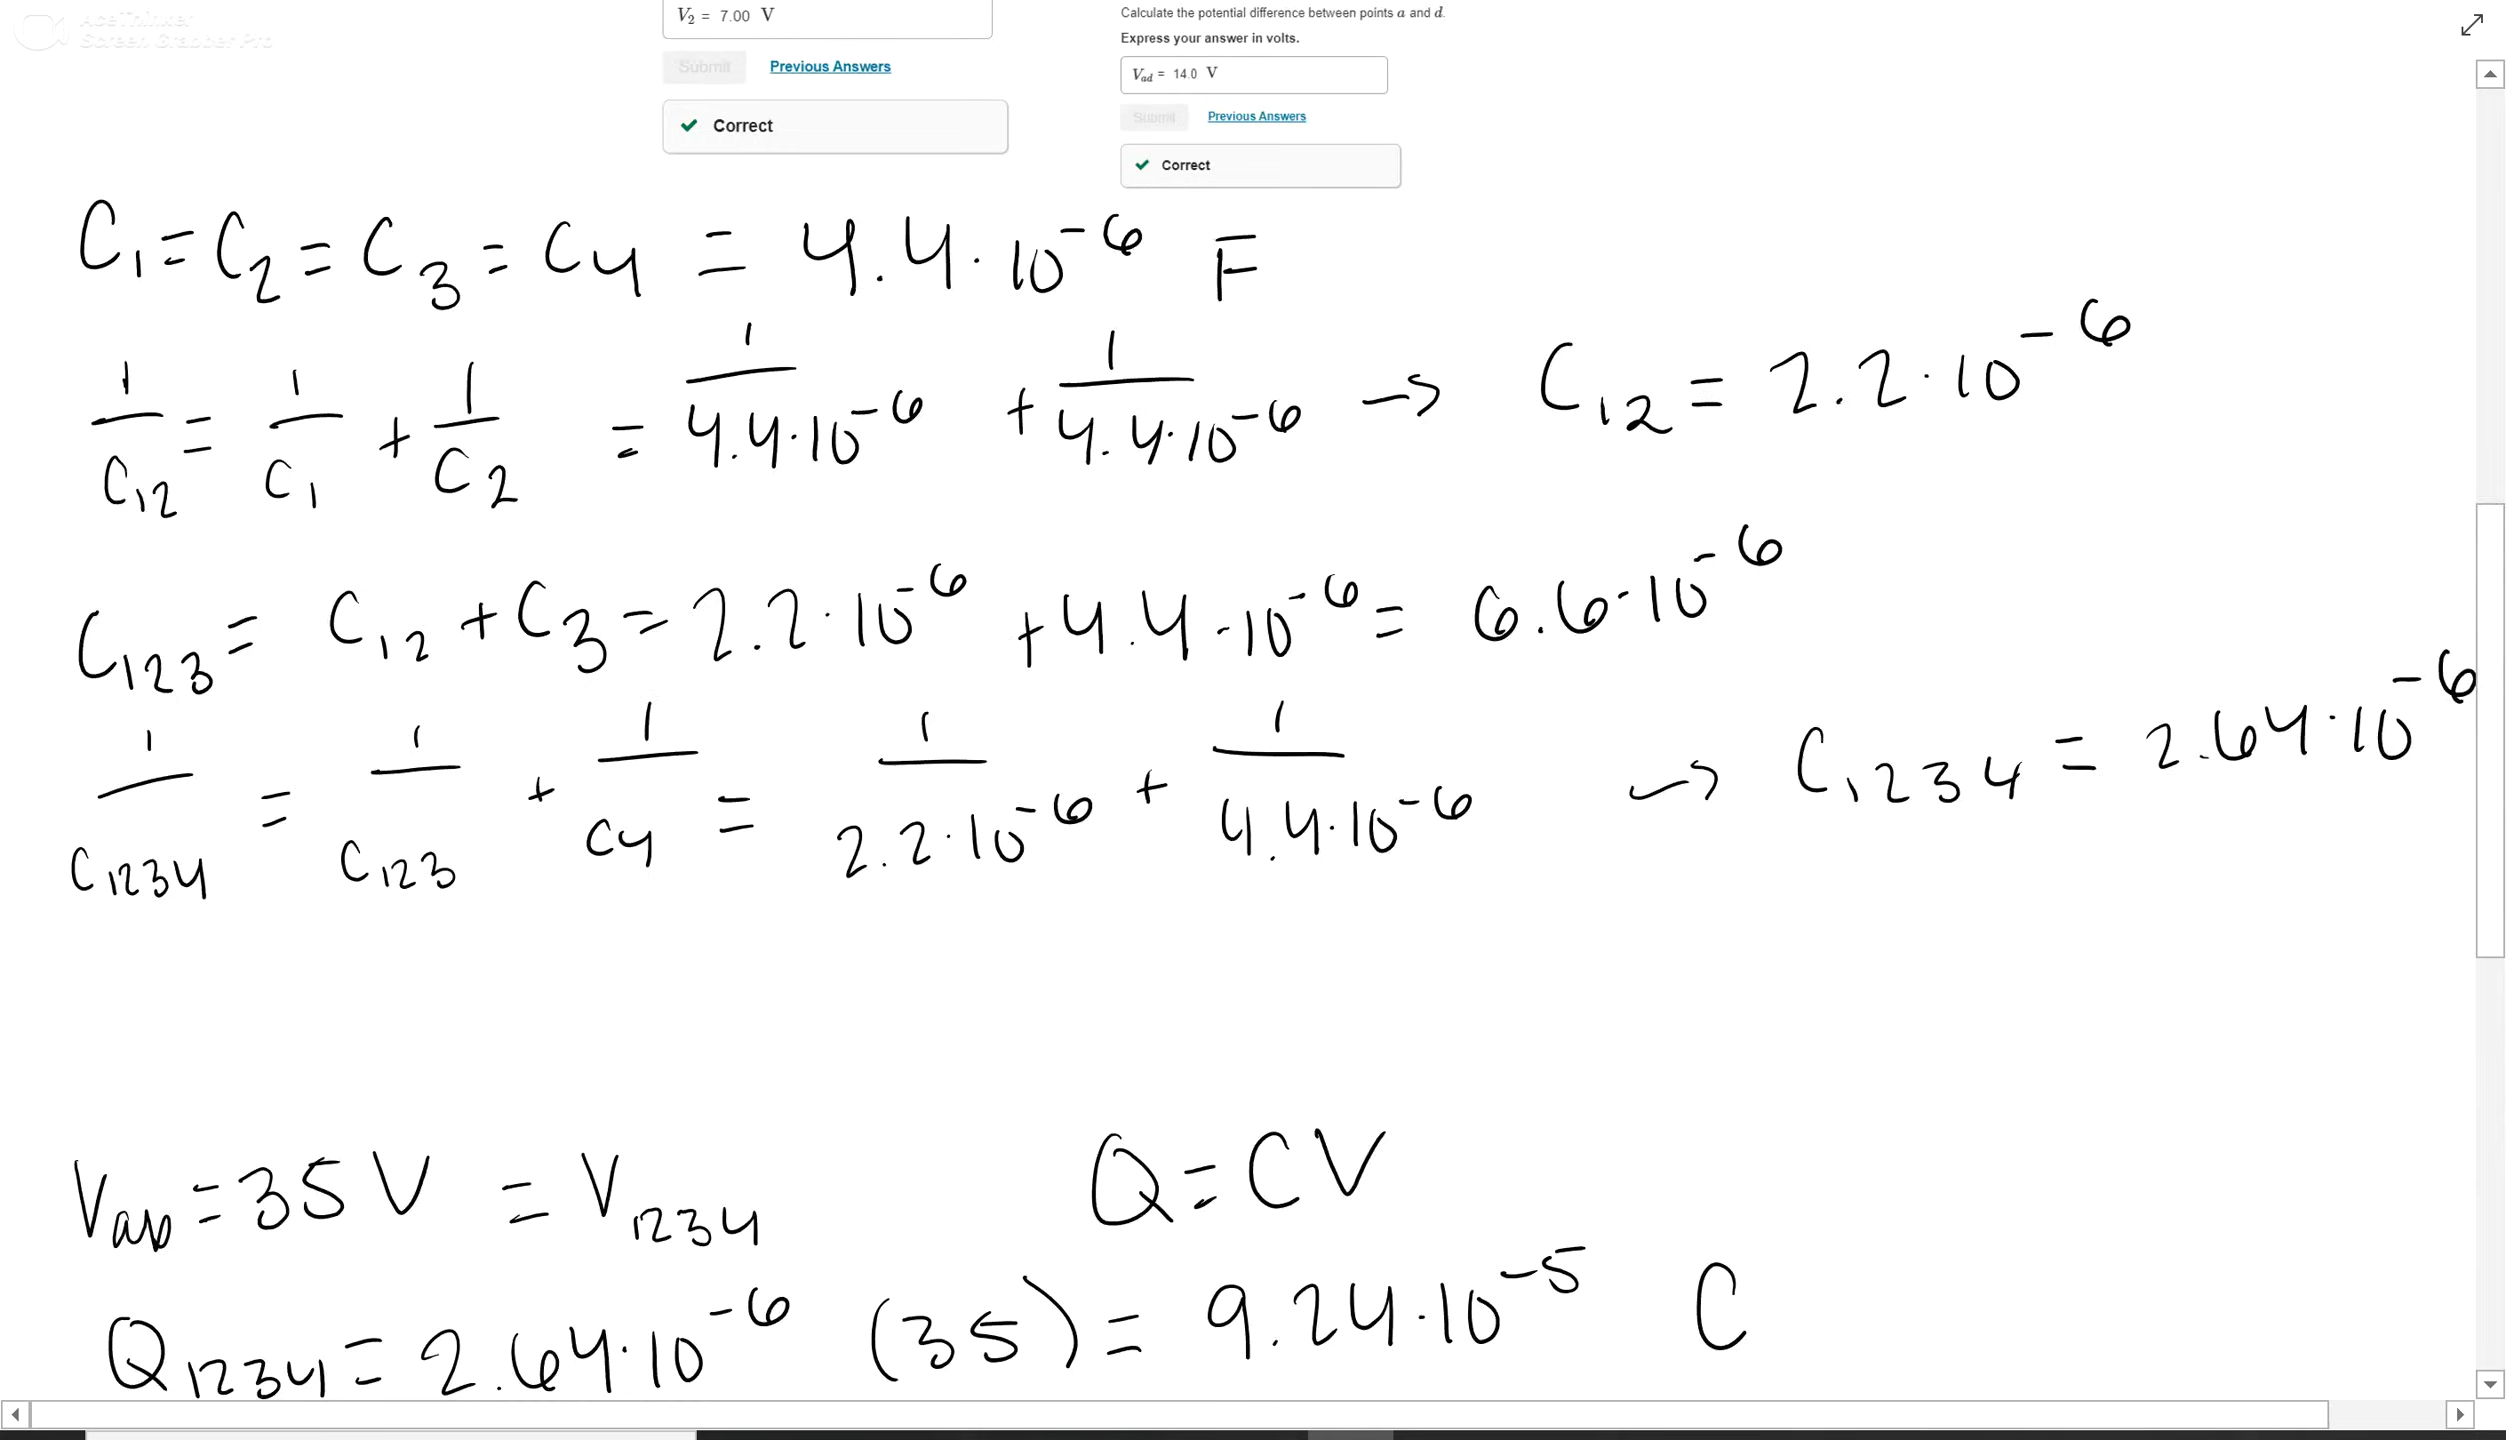 AceThinker
Screen Grabber Pro
V₂ = 7.00 V
Submit Previous Answers
✔ Correct
Calculate the potential difference between points a and d.
Express your answer in volts.
V_ad = 14.0 V
Submit Previous Answers
✔ Correct
C₁ = C₂ = C₃ = C₄ = 4.4·10⁻⁶ F
1/C₁₂ = 1/C₁ + 1/C₂ = 1/4.4·10⁻⁶ + 1/4.4·10⁻⁶ → C₁₂ = 2.2·10⁻⁶
C₁₂₃ = C₁₂ + C₃ = 2.2·10⁻⁶ + 4.4·10⁻⁶ = 6.6·10⁻⁶
1/C₁₂₃₄ = 1/C₁₂₃ + 1/C₄ = 1/2.2·10⁻⁶ + 1/4.4·10⁻⁶ → C₁₂₃₄ = 2.64·10⁻⁶
V_ab = 35 V = V₁₂₃₄ Q = CV
Q₁₂₃₄ = 2.64·10⁻⁶ (35) = 9.24·10⁻⁵ C